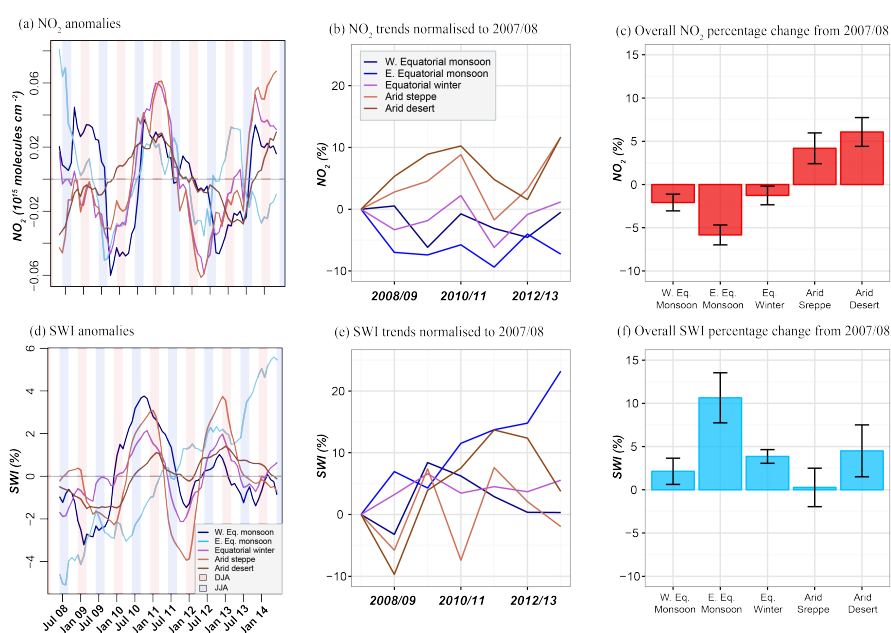 (a) NO2 anomalies
NO2 (10^15 molecules cm^-2)
0.06
0.02
−0.02
−0.06
(b) NO2 trends normalised to 2007/08
NO2 (%)
20
10
0
−10
W. Equatorial monsoon
E. Equatorial monsoon
Equatorial winter
Arid steppe
Arid desert
2008/09 2010/11 2012/13
(c) Overall NO2 percentage change from 2007/08
NO2 (%)
15
10
5
0
−5
−10
W. Eq. E. Eq. Eq. Arid Arid
Monsoon Monsoon Winter Sreppe Desert
(d) SWI anomalies
SWI (%)
6
4
2
0
−2
−4
W. Eq. monsoon
E. Eq. monsoon
Equatorial winter
Arid steppe
Arid desert
DJA
JJA
Jul 08 Jan 09 Jul 09 Jan 10 Jul 10 Jan 11 Jul 11 Jan 12 Jul 12 Jan 13 Jul 13 Jan 14
(e) SWI trends normalised to 2007/08
SWI (%)
20
10
0
−10
2008/09 2010/11 2012/13
(f) Overall SWI percentage change from 2007/08
SWI (%)
15
10
5
0
−5
−10
W. Eq. E. Eq. Eq. Arid Arid
Monsoon Monsoon Winter Sreppe Desert